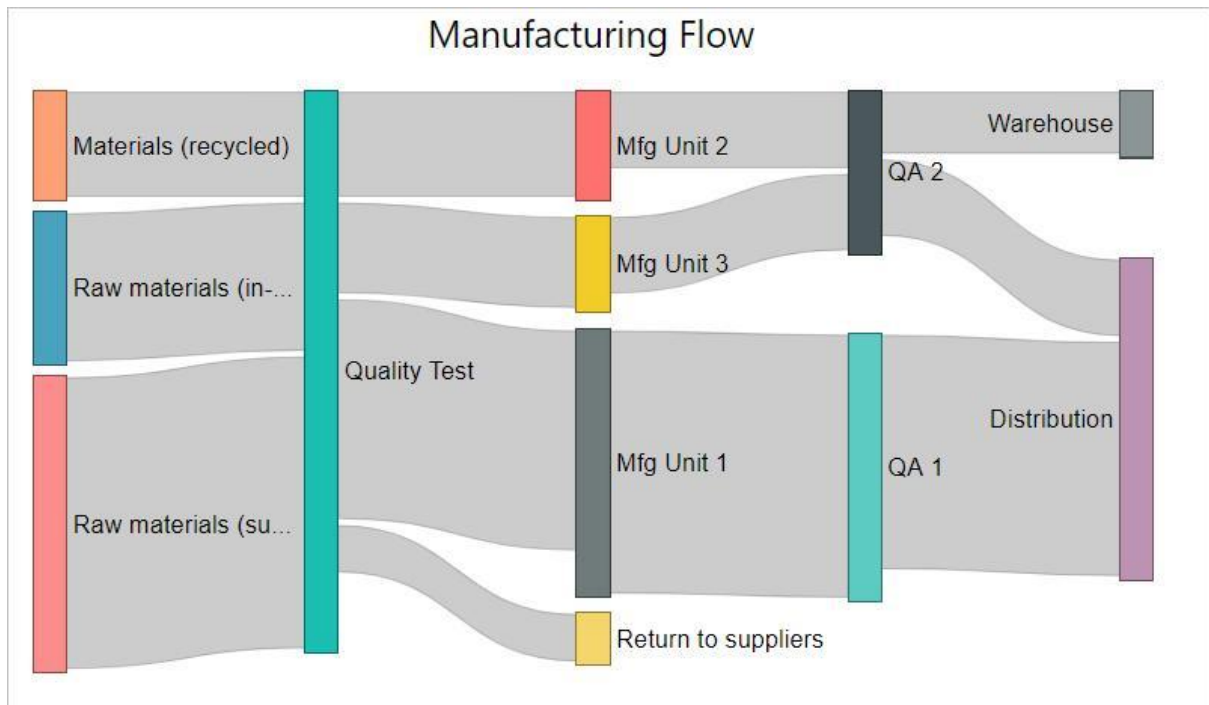 Manufacturing Flow
Materials (recycled)
Mfg Unit 2
Warehouse
QA 2
Raw materials (in-...
Mfg Unit 3
Quality Test
Distribution
Mfg Unit 1
QA 1
Raw materials (su...
Return to suppliers